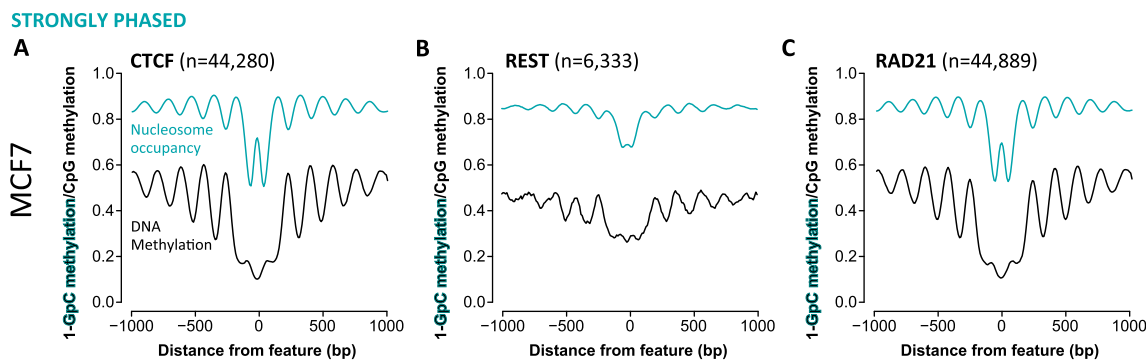 STRONGLY PHASED
MCF7
A
CTCF (n=44,280)
1-GpC methylation/CpG methylation
1.0
0.8
0.6
0.4
0.2
0.0
Nucleosome
occupancy
DNA
Methylation
−1000 −500 0 500 1000
Distance from feature (bp)
B
REST (n=6,333)
1-GpC methylation/CpG methylation
1.0
0.8
0.6
0.4
0.2
0.0
−1000 −500 0 500 1000
Distance from feature (bp)
C
RAD21 (n=44,889)
1-GpC methylation/CpG methylation
1.0
0.8
0.6
0.4
0.2
0.0
−1000 −500 0 500 1000
Distance from feature (bp)